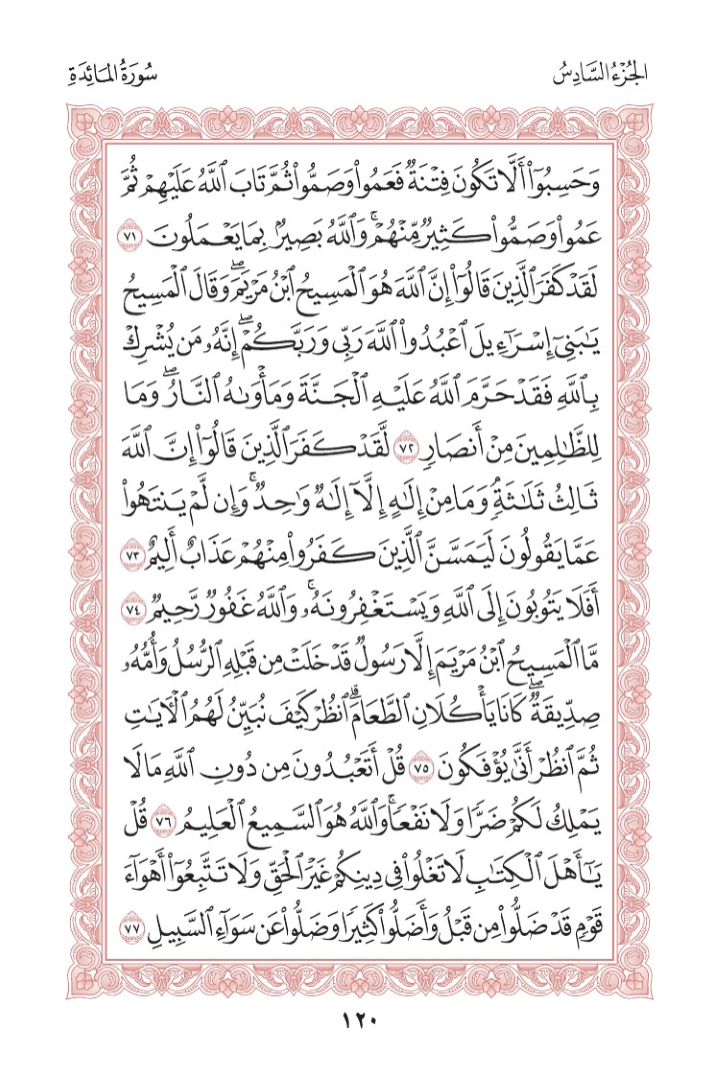 الجُزْءُ السَّادِسُ
سُورَةُ المَائِدَةِ
وَحَسِبُوٓا۟ أَلَّا تَكُونَ فِتْنَةٌ فَعَمُوا۟ وَصَمُّوا۟ ثُمَّ تَابَ ٱللَّهُ عَلَيْهِمْ ثُمَّ
عَمُوا۟ وَصَمُّوا۟ كَثِيرٌ مِّنْهُمْ ۚ وَٱللَّهُ بَصِيرٌۢ بِمَا يَعْمَلُونَ ٧١
لَقَدْ كَفَرَ ٱلَّذِينَ قَالُوٓا۟ إِنَّ ٱللَّهَ هُوَ ٱلْمَسِيحُ ٱبْنُ مَرْيَمَ ۖ وَقَالَ ٱلْمَسِيحُ
يَـٰبَنِىٓ إِسْرَٰٓءِيلَ ٱعْبُدُوا۟ ٱللَّهَ رَبِّى وَرَبَّكُمْ ۖ إِنَّهُۥ مَن يُشْرِكْ
بِٱللَّهِ فَقَدْ حَرَّمَ ٱللَّهُ عَلَيْهِ ٱلْجَنَّةَ وَمَأْوَىٰهُ ٱلنَّارُ ۖ وَمَا
لِلظَّـٰلِمِينَ مِنْ أَنصَارٍ ٧٢ لَّقَدْ كَفَرَ ٱلَّذِينَ قَالُوٓا۟ إِنَّ ٱللَّهَ
ثَالِثُ ثَلَـٰثَةٍ ۘ وَمَا مِنْ إِلَـٰهٍ إِلَّآ إِلَـٰهٌ وَٰحِدٌ ۚ وَإِن لَّمْ يَنتَهُوا۟
عَمَّا يَقُولُونَ لَيَمَسَّنَّ ٱلَّذِينَ كَفَرُوا۟ مِنْهُمْ عَذَابٌ أَلِيمٌ ٧٣
أَفَلَا يَتُوبُونَ إِلَى ٱللَّهِ وَيَسْتَغْفِرُونَهُۥ ۚ وَٱللَّهُ غَفُورٌ رَّحِيمٌ ٧٤
مَّا ٱلْمَسِيحُ ٱبْنُ مَرْيَمَ إِلَّا رَسُولٌ قَدْ خَلَتْ مِن قَبْلِهِ ٱلرُّسُلُ وَأُمُّهُۥ
صِدِّيقَةٌ ۖ كَانَا يَأْكُلَانِ ٱلطَّعَامَ ۗ ٱنظُرْ كَيْفَ نُبَيِّنُ لَهُمُ ٱلْـَٔايَـٰتِ
ثُمَّ ٱنظُرْ أَنَّىٰ يُؤْفَكُونَ ٧٥ قُلْ أَتَعْبُدُونَ مِن دُونِ ٱللَّهِ مَا لَا
يَمْلِكُ لَكُمْ ضَرًّا وَلَا نَفْعًا ۚ وَٱللَّهُ هُوَ ٱلسَّمِيعُ ٱلْعَلِيمُ ٧٦ قُلْ
يَـٰٓأَهْلَ ٱلْكِتَـٰبِ لَا تَغْلُوا۟ فِى دِينِكُمْ غَيْرَ ٱلْحَقِّ وَلَا تَتَّبِعُوٓا۟ أَهْوَآءَ
قَوْمٍ قَدْ ضَلُّوا۟ مِن قَبْلُ وَأَضَلُّوا۟ كَثِيرًا وَضَلُّوا۟ عَن سَوَآءِ ٱلسَّبِيلِ ٧٧
١٢٠